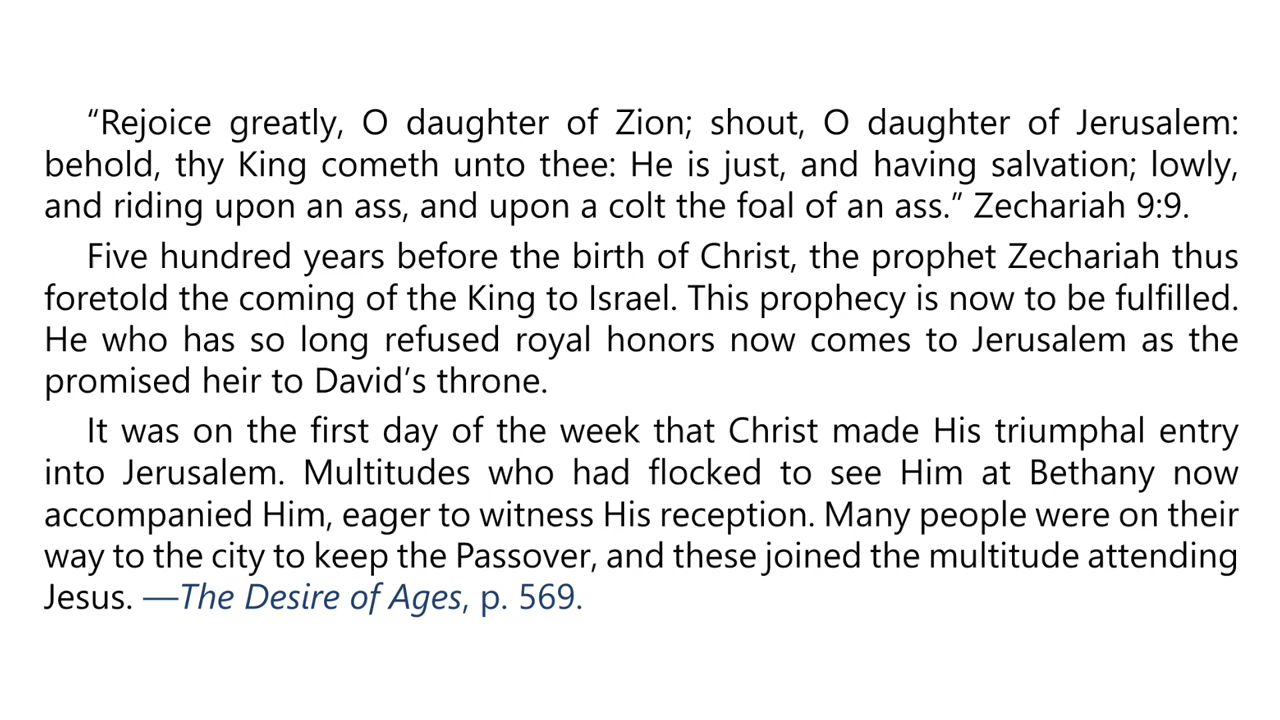 “Rejoice greatly, O daughter of Zion; shout, O daughter of Jerusalem:
behold, thy King cometh unto thee: He is just, and having salvation; lowly,
and riding upon an ass, and upon a colt the foal of an ass.” Zechariah 9:9.
Five hundred years before the birth of Christ, the prophet Zechariah thus
foretold the coming of the King to Israel. This prophecy is now to be fulfilled.
He who has so long refused royal honors now comes to Jerusalem as the
promised heir to David’s throne.
It was on the first day of the week that Christ made His triumphal entry
into Jerusalem. Multitudes who had flocked to see Him at Bethany now
accompanied Him, eager to witness His reception. Many people were on their
way to the city to keep the Passover, and these joined the multitude attending
Jesus. —The Desire of Ages, p. 569.